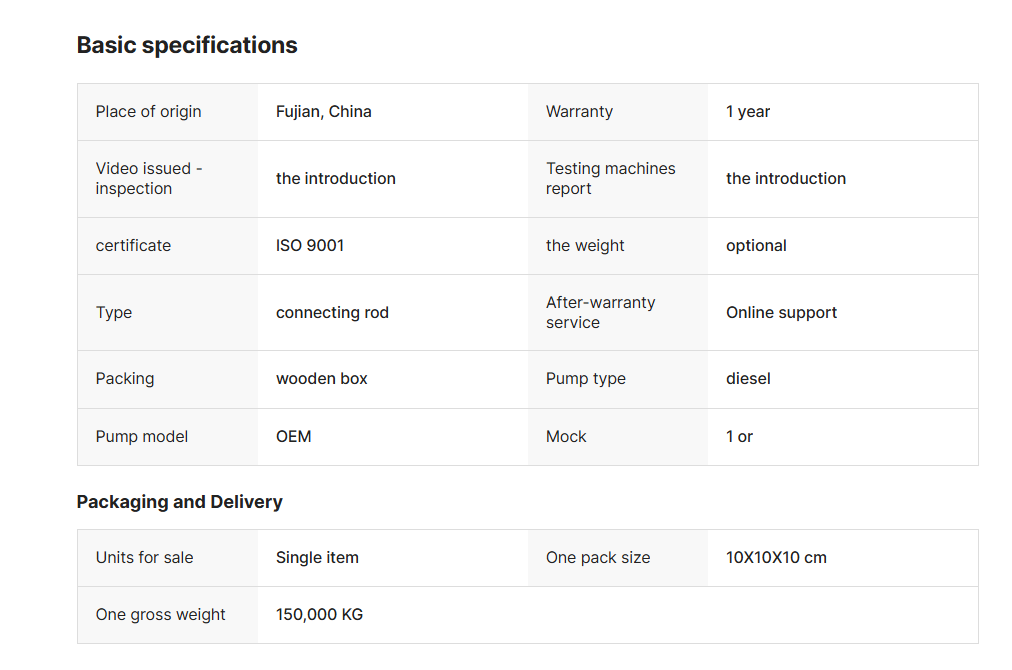 Basic specifications
Place of origin Fujian, China Warranty 1 year
Video issued - inspection the introduction Testing machines report the introduction
certificate ISO 9001 the weight optional
Type connecting rod After-warranty service Online support
Packing wooden box Pump type diesel
Pump model OEM Mock 1 or
Packaging and Delivery
Units for sale Single item One pack size 10X10X10 cm
One gross weight 150,000 KG